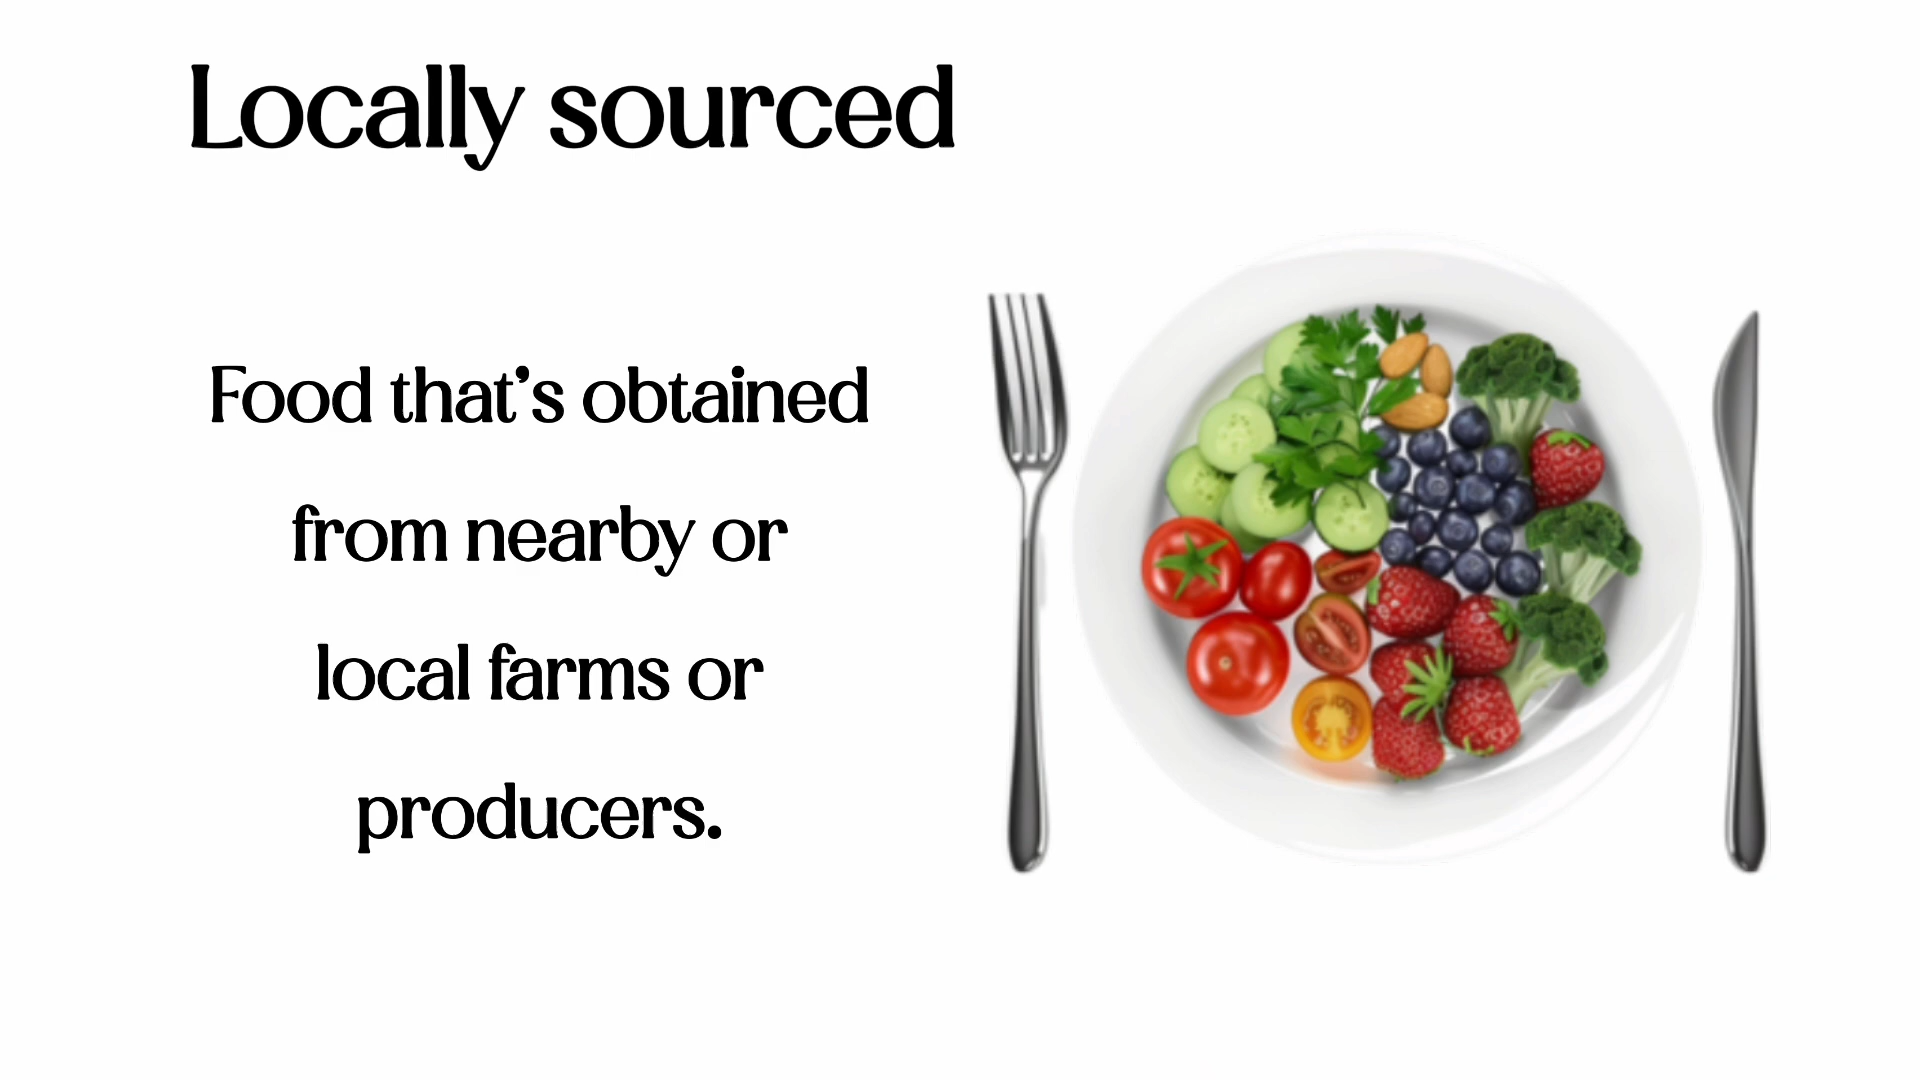 Locally sourced
Food that’s obtained
from nearby or
local farms or
producers.